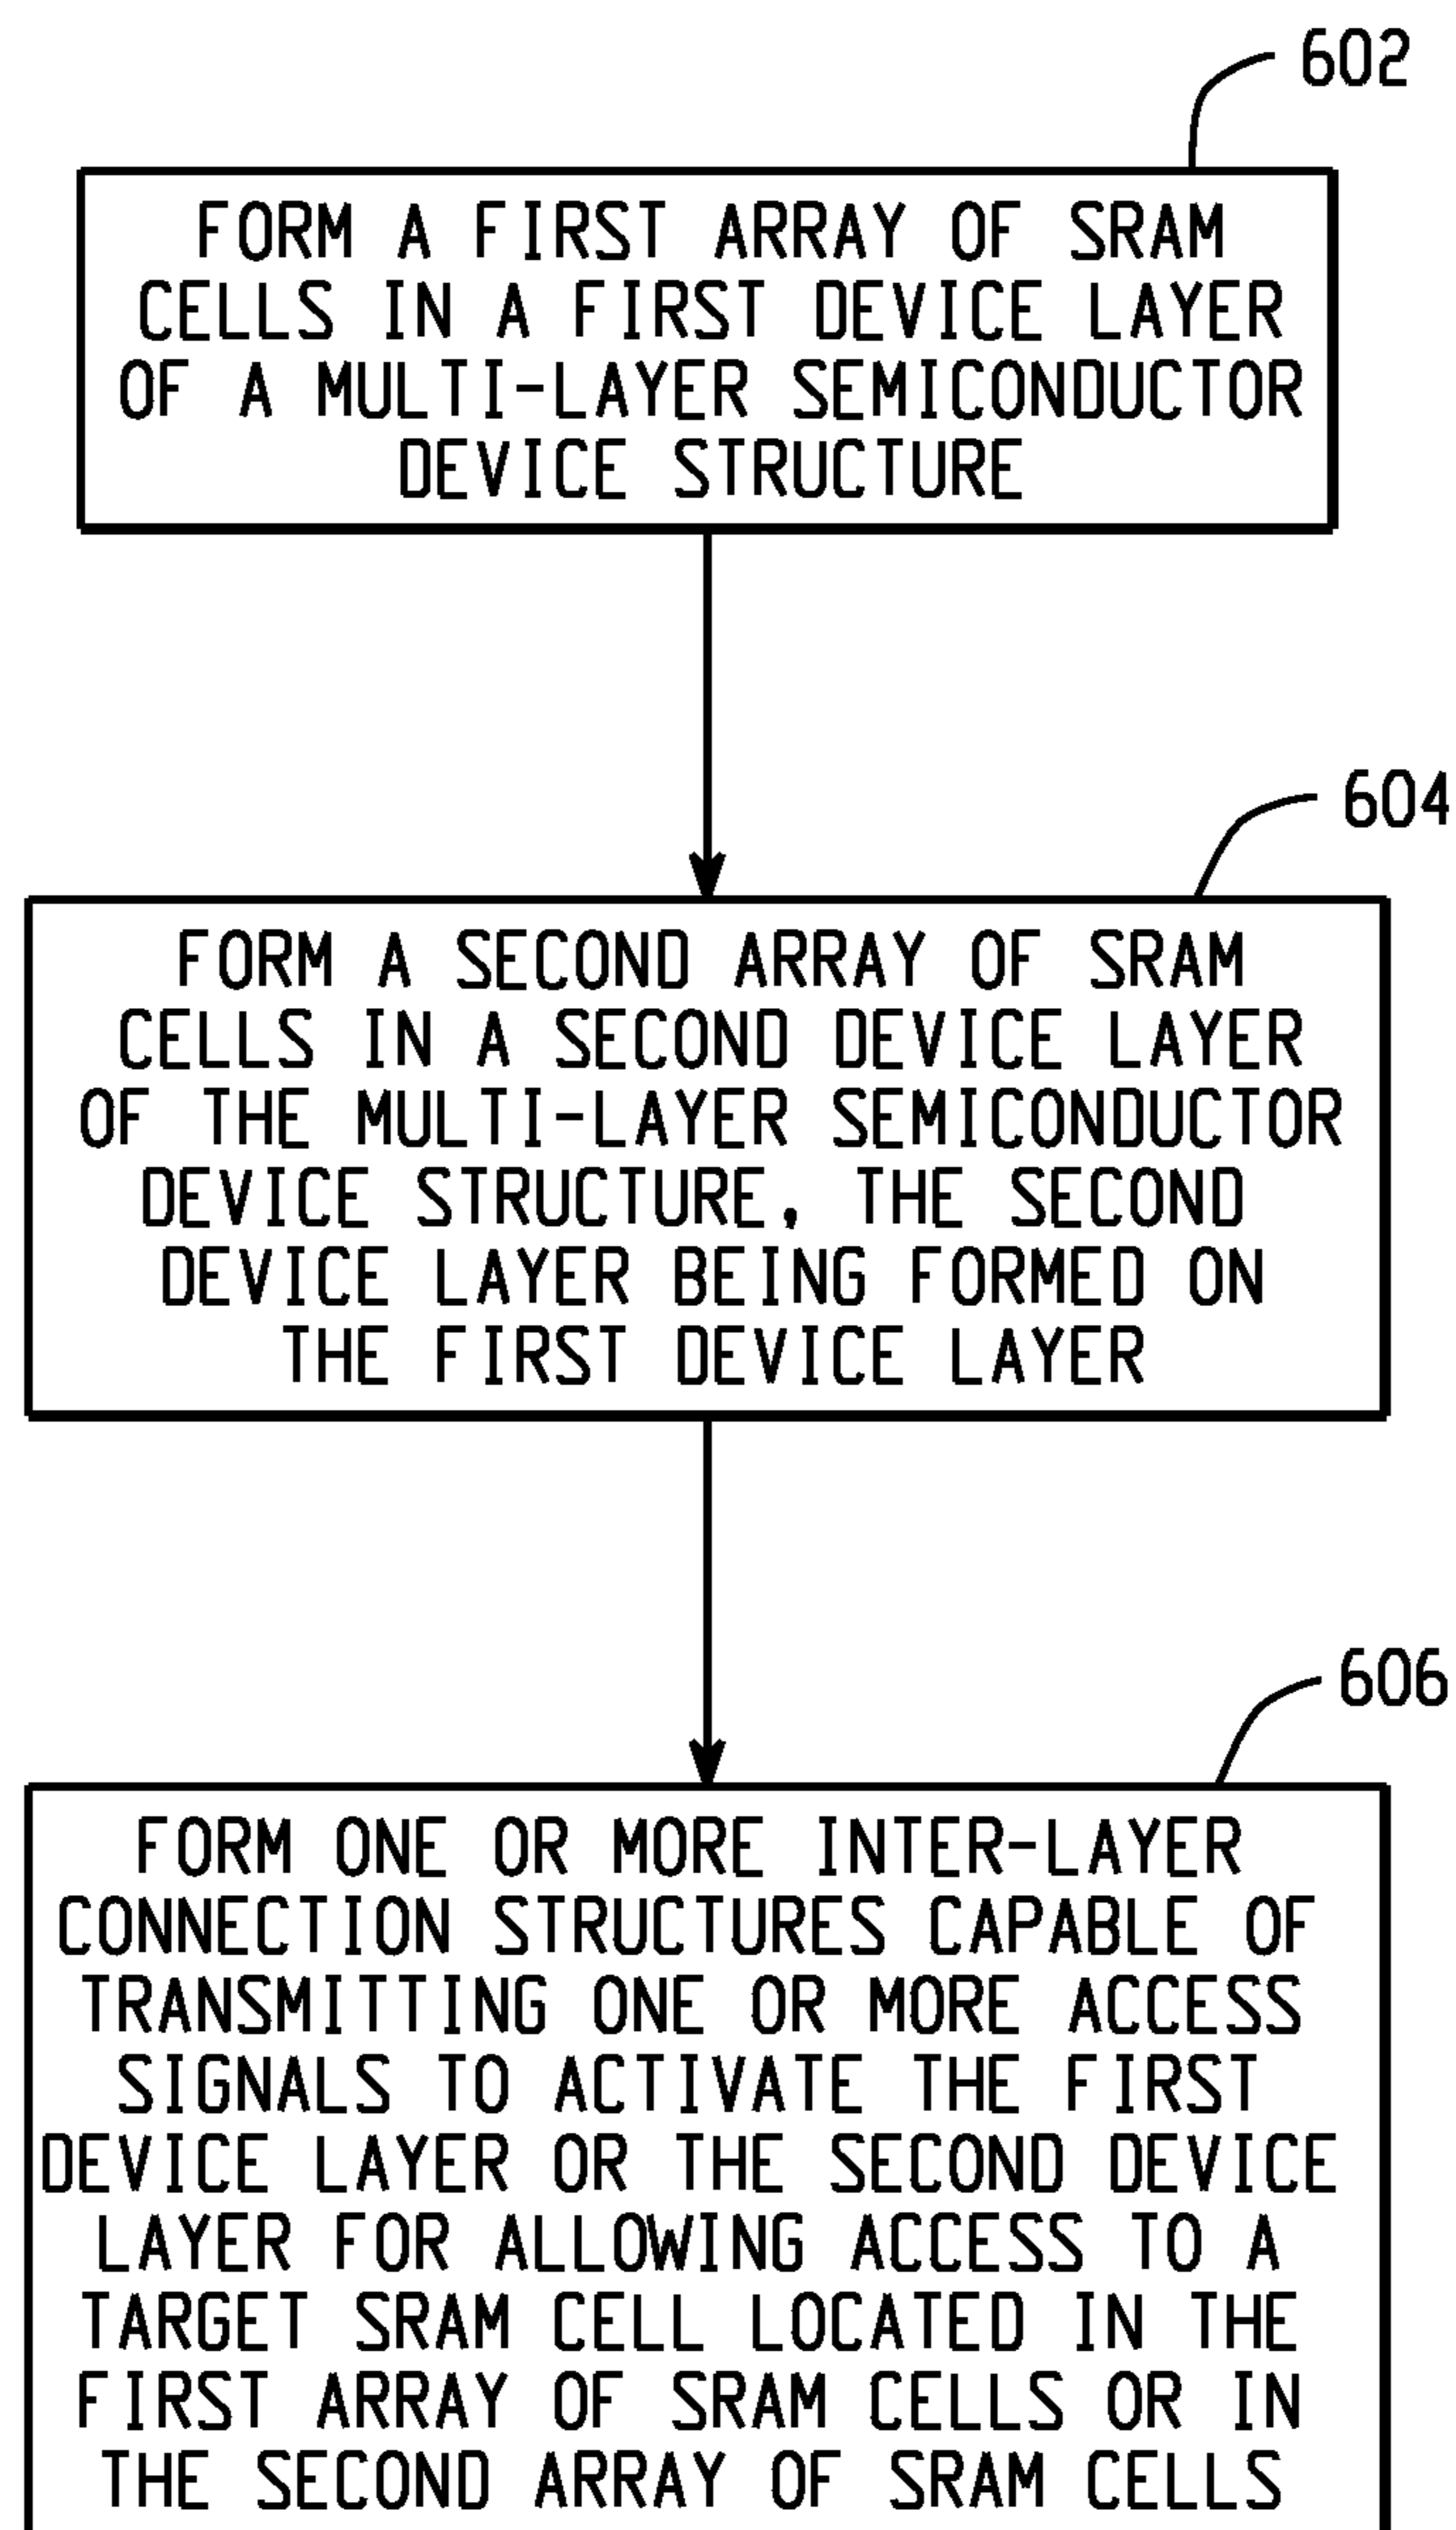 602
FORM A FIRST ARRAY OF SRAM
CELLS IN A FIRST DEVICE LAYER
OF A MULTI-LAYER SEMICONDUCTOR
DEVICE STRUCTURE
604
FORM A SECOND ARRAY OF SRAM
CELLS IN A SECOND DEVICE LAYER
OF THE MULTI-LAYER SEMICONDUCTOR
DEVICE STRUCTURE, THE SECOND
DEVICE LAYER BEING FORMED ON
THE FIRST DEVICE LAYER
606
FORM ONE OR MORE INTER-LAYER
CONNECTION STRUCTURES CAPABLE OF
TRANSMITTING ONE OR MORE ACCESS
SIGNALS TO ACTIVATE THE FIRST
DEVICE LAYER OR THE SECOND DEVICE
LAYER FOR ALLOWING ACCESS TO A
TARGET SRAM CELL LOCATED IN THE
FIRST ARRAY OF SRAM CELLS OR IN
THE SECOND ARRAY OF SRAM CELLS